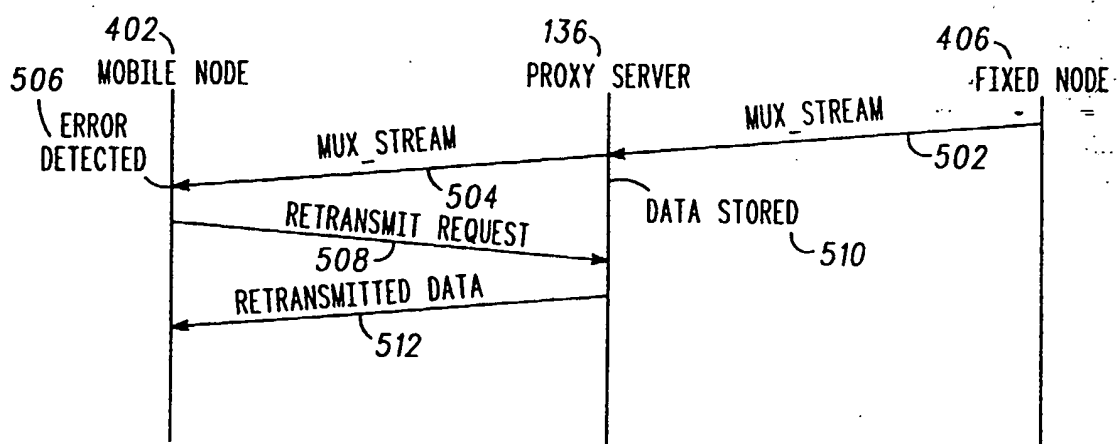 402
136
406
506
MOBILE NODE
PROXY SERVER
FIXED NODE
ERROR
DETECTED
MUX_STREAM
MUX_STREAM
502
504
DATA STORED
510
RETRANSMIT REQUEST
508
RETRANSMITTED DATA
512